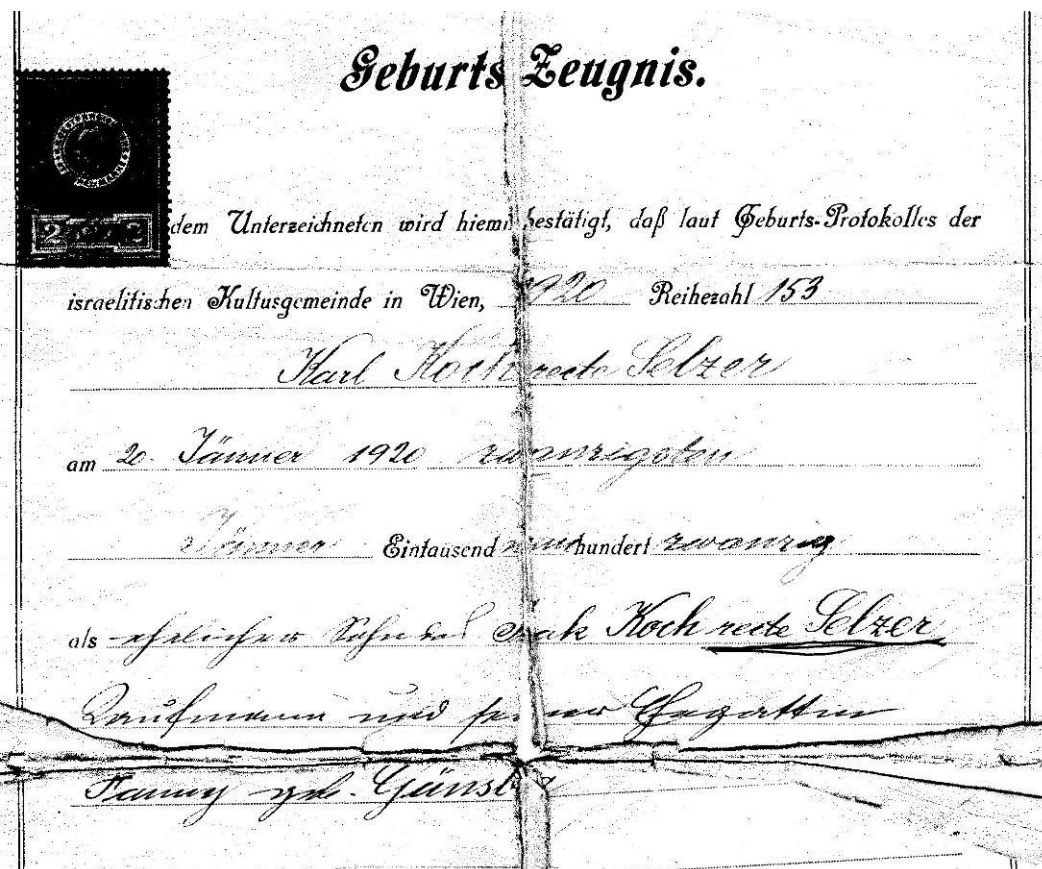 Geburts Zeugnis.
dem Unterzeichneten wird hiemit bestätigt, daß laut Geburts-Protokolles der
israelitischen Kultusgemeinde in Wien, 1920 Reihezahl 153
Karl Koch recte Selzer
am 20. Jänner 1920 zwanzigsten
Jänner Eintausend neunhundert zwanzig
als ehelicher Sohn des Isak Koch recte Selzer
Kaufmann und seiner Ehegattin
Fanny geb.